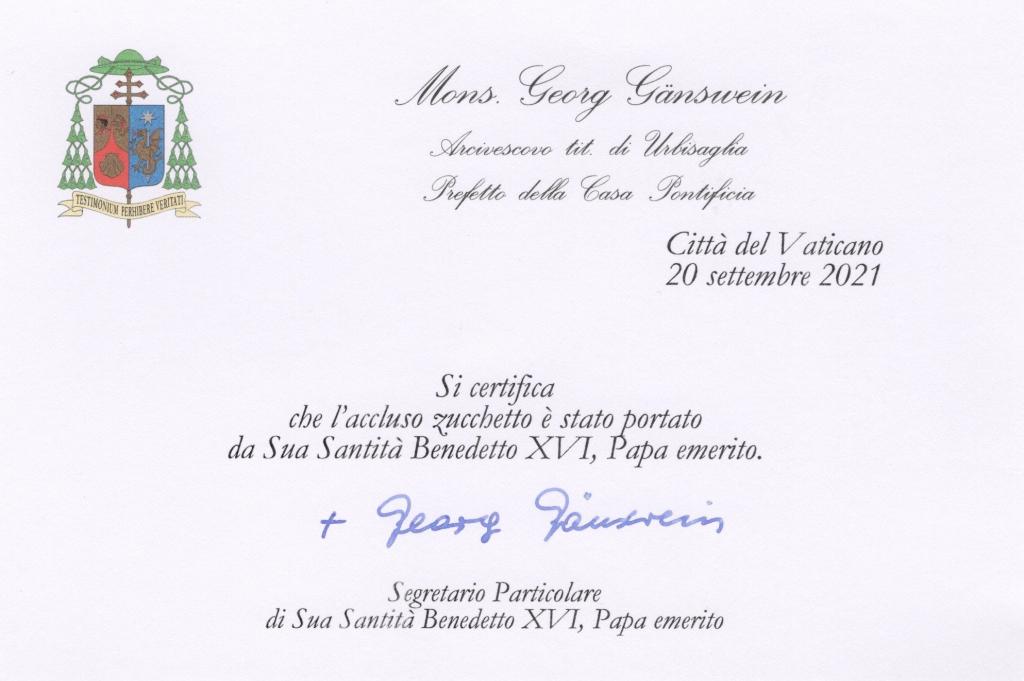 Mons. Georg Gänswein
Arcivescovo tit. di Urbisaglia
Prefetto della Casa Pontificia
TESTIMONIUM PERHIBERE VERITATI
Città del Vaticano
20 settembre 2021
Si certifica
che l'accluso zucchetto è stato portato
da Sua Santità Benedetto XVI, Papa emerito.
+ Georg Gänswein
Segretario Particolare
di Sua Santità Benedetto XVI, Papa emerito